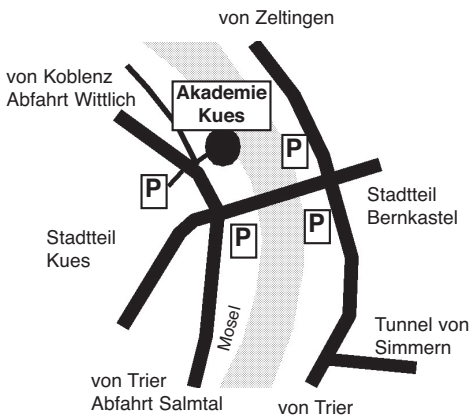 von Zeltingen
von Koblenz
Abfahrt Wittlich
Akademie
Kues
P
P
Stadtteil
Bernkastel
P
P
Stadtteil
Kues
Mosel
Tunnel von
Simmern
von Trier
Abfahrt Salmtal
von Trier